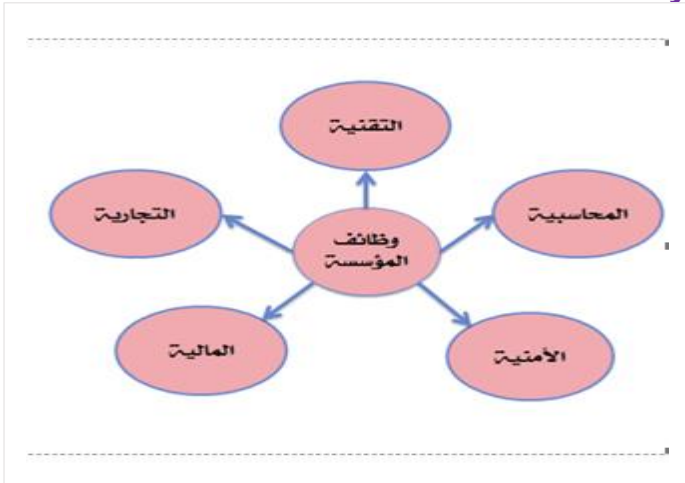 التقنية
المحاسبية
التجارية
وظائف
المؤسسة
المالية
الأمنية